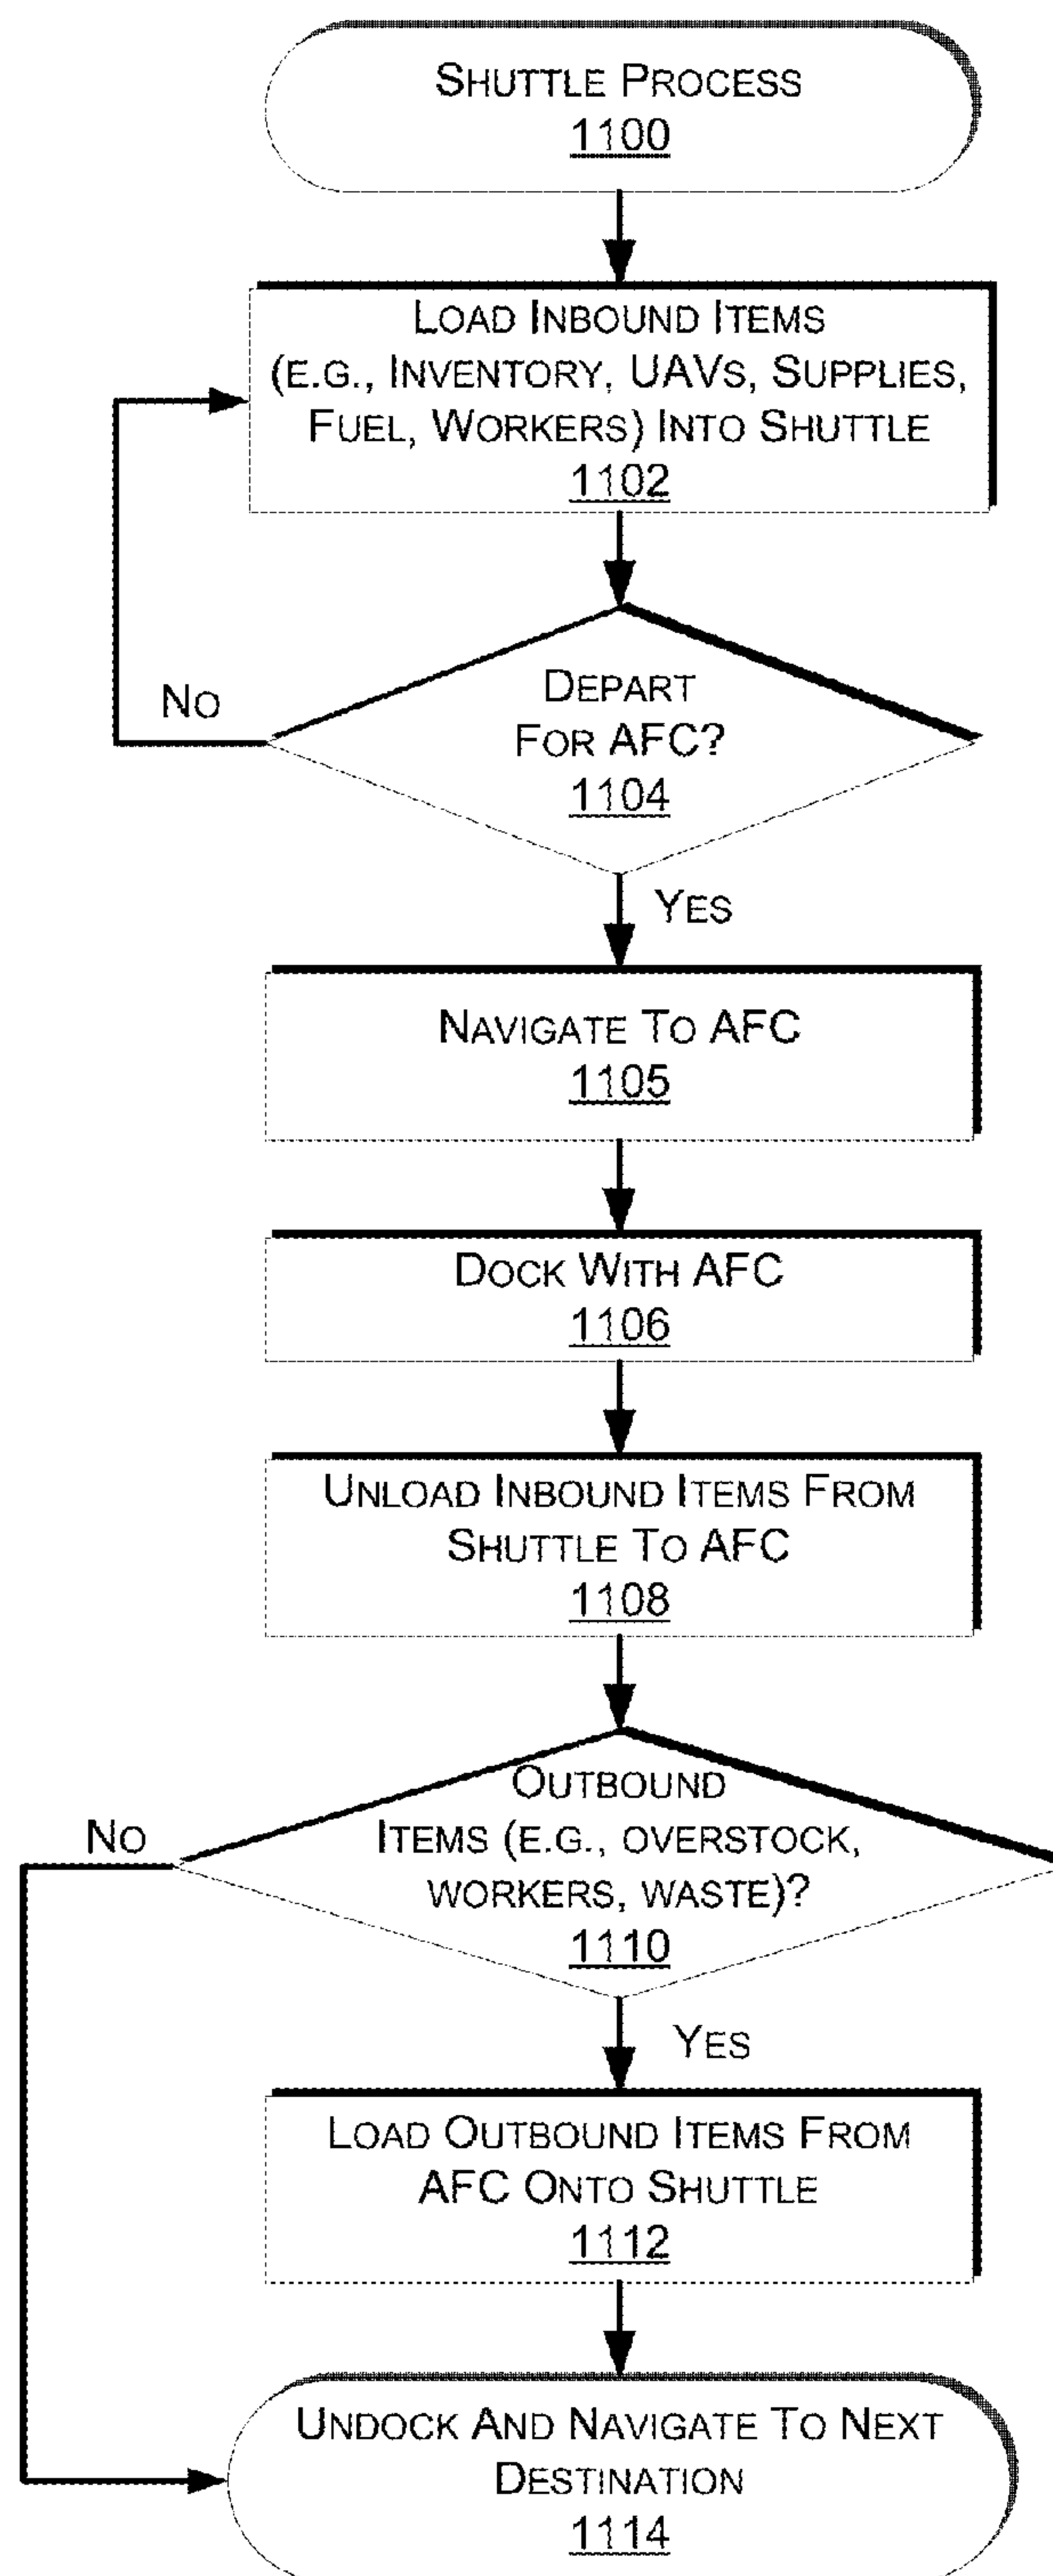 SHUTTLE PROCESS
1100
LOAD INBOUND ITEMS
(E.G., INVENTORY, UAVS, SUPPLIES,
FUEL, WORKERS) INTO SHUTTLE
1102
DEPART
FOR AFC?
1104
NO
YES
NAVIGATE TO AFC
1105
DOCK WITH AFC
1106
UNLOAD INBOUND ITEMS FROM
SHUTTLE TO AFC
1108
OUTBOUND
ITEMS (E.G., OVERSTOCK,
WORKERS, WASTE)?
1110
NO
YES
LOAD OUTBOUND ITEMS FROM
AFC ONTO SHUTTLE
1112
UNDOCK AND NAVIGATE TO NEXT
DESTINATION
1114